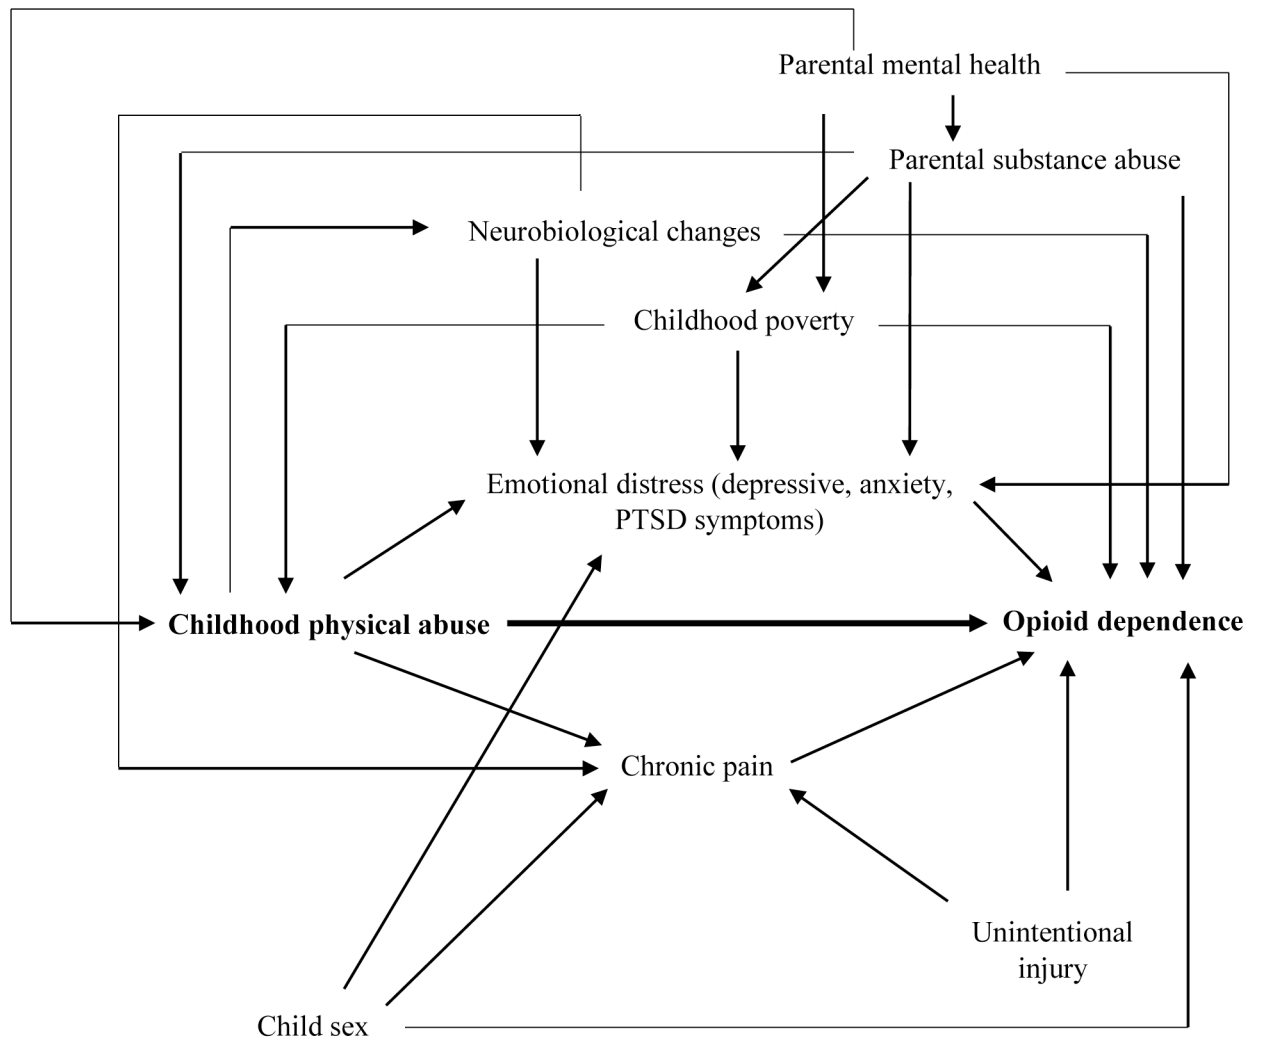 Parental mental health
Parental substance abuse
Neurobiological changes
Childhood poverty
Emotional distress (depressive, anxiety,
PTSD symptoms)
Childhood physical abuse
Opioid dependence
Chronic pain
Unintentional
injury
Child sex